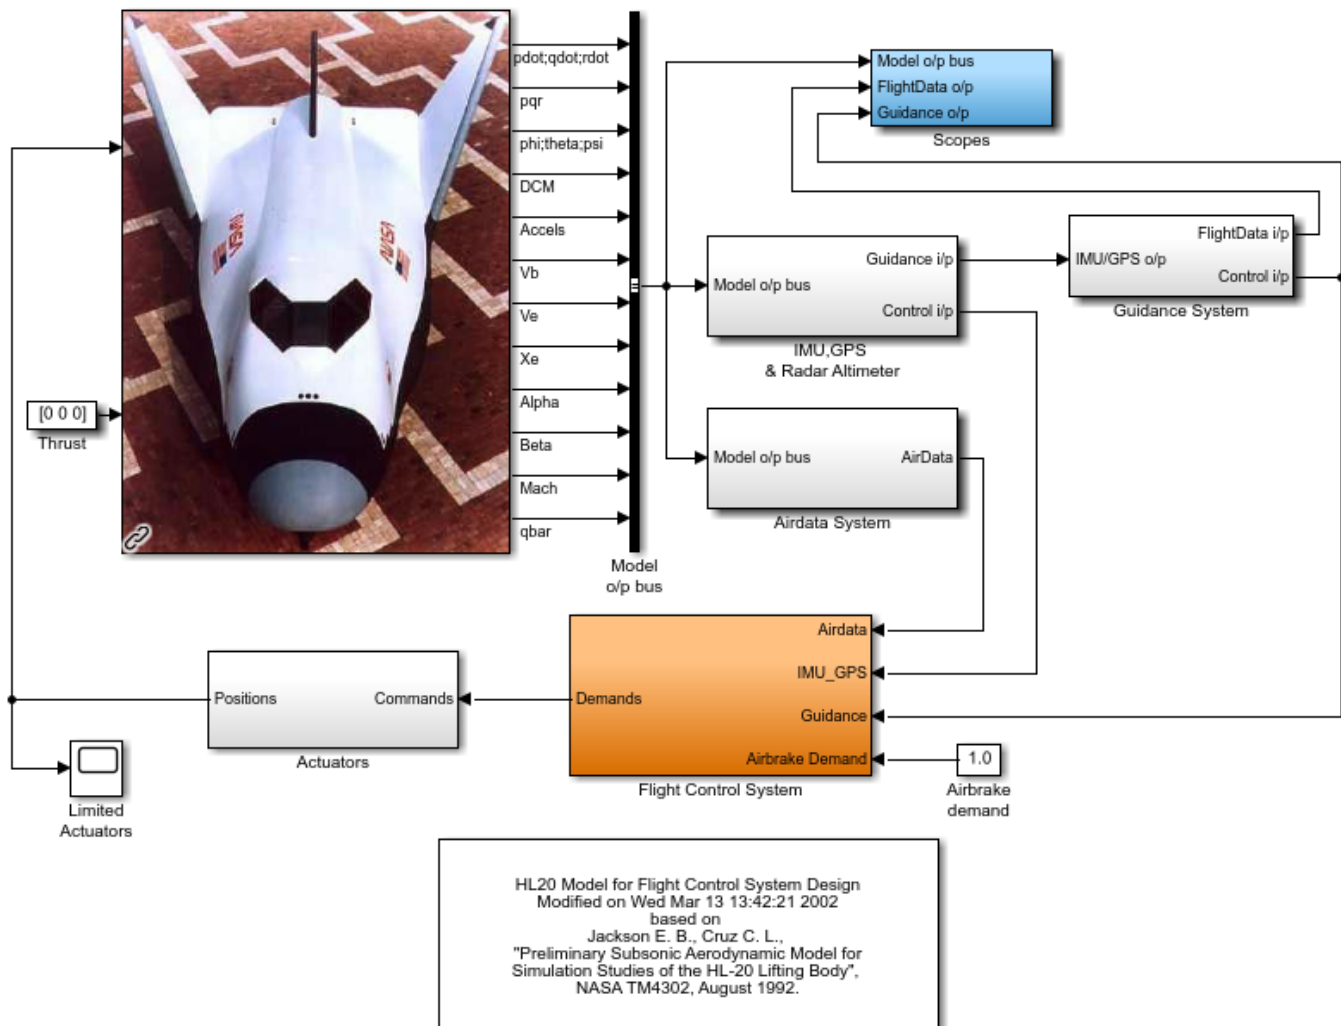 pdot;qdot;rdot
pqr
phi;theta;psi
DCM
Accels
Vb
Ve
Xe
Alpha
Beta
Mach
qbar
NASA
[0 0 0]
Thrust
Model
o/p bus
Model o/p bus
FlightData o/p
Guidance o/p
Scopes
Model o/p bus
Guidance i/p
Control i/p
IMU,GPS
& Radar Altimeter
IMU/GPS o/p
FlightData i/p
Control i/p
Guidance System
Model o/p bus
AirData
Airdata System
Airdata
IMU_GPS
Guidance
Airbrake Demand
Demands
Flight Control System
1.0
Airbrake
demand
Positions
Commands
Actuators
Limited
Actuators
HL20 Model for Flight Control System Design
Modified on Wed Mar 13 13:42:21 2002
based on
Jackson E. B., Cruz C. L.,
"Preliminary Subsonic Aerodynamic Model for
Simulation Studies of the HL-20 Lifting Body",
NASA TM4302, August 1992.